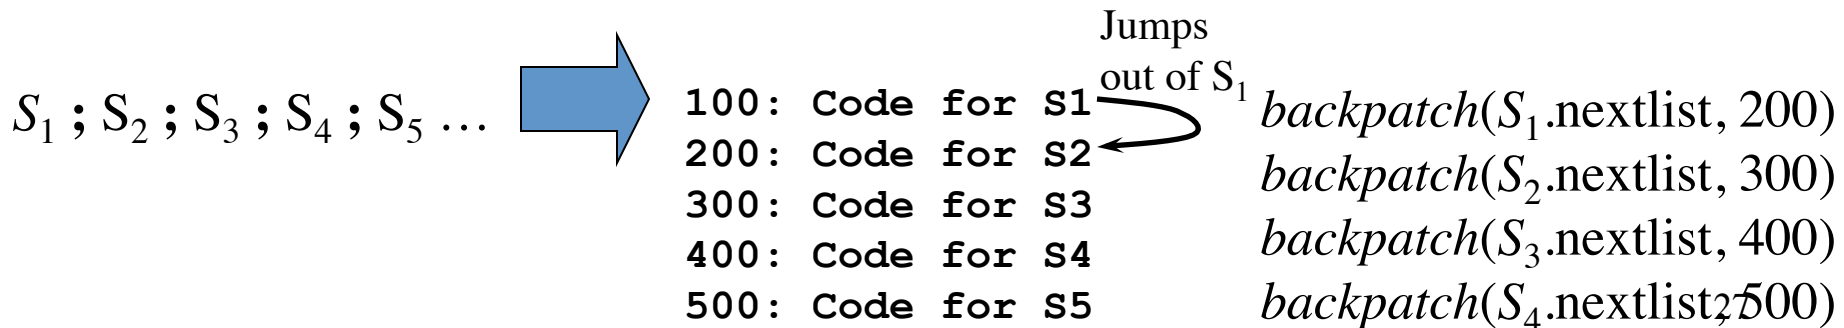 S1 ; S2 ; S3 ; S4 ; S5 …
Jumps
out of S1
100: Code for S1
200: Code for S2
300: Code for S3
400: Code for S4
500: Code for S5
backpatch(S1.nextlist, 200)
backpatch(S2.nextlist, 300)
backpatch(S3.nextlist, 400)
backpatch(S4.nextlist, 500)
27